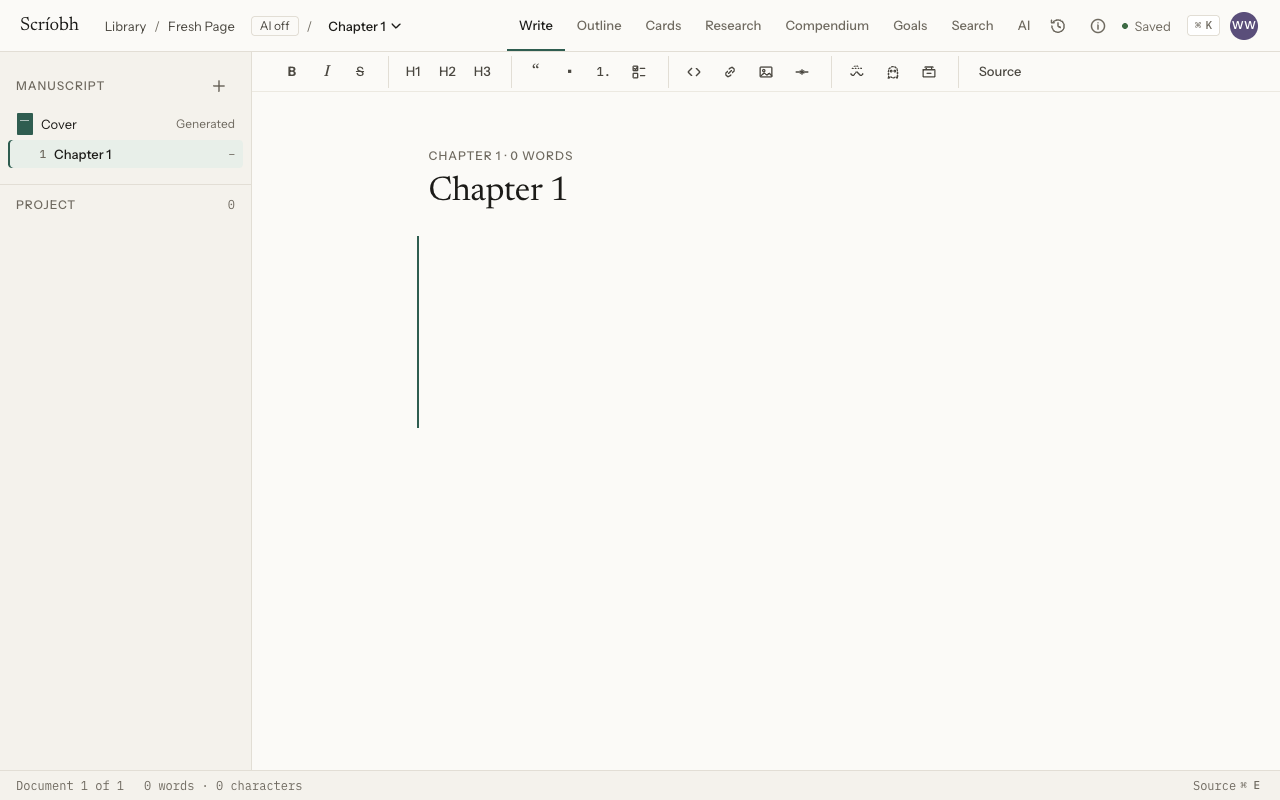 Scríobh
Library / Fresh Page AI off / Chapter 1
Write Outline Cards Research Compendium Goals Search AI
Saved ⌘ K WW
B I S H1 H2 H3 “ ▪ 1. Source
MANUSCRIPT
Cover Generated
1 Chapter 1 –
PROJECT 0
CHAPTER 1 · 0 WORDS
Chapter 1
Document 1 of 1 0 words · 0 characters
Source ⌘ E